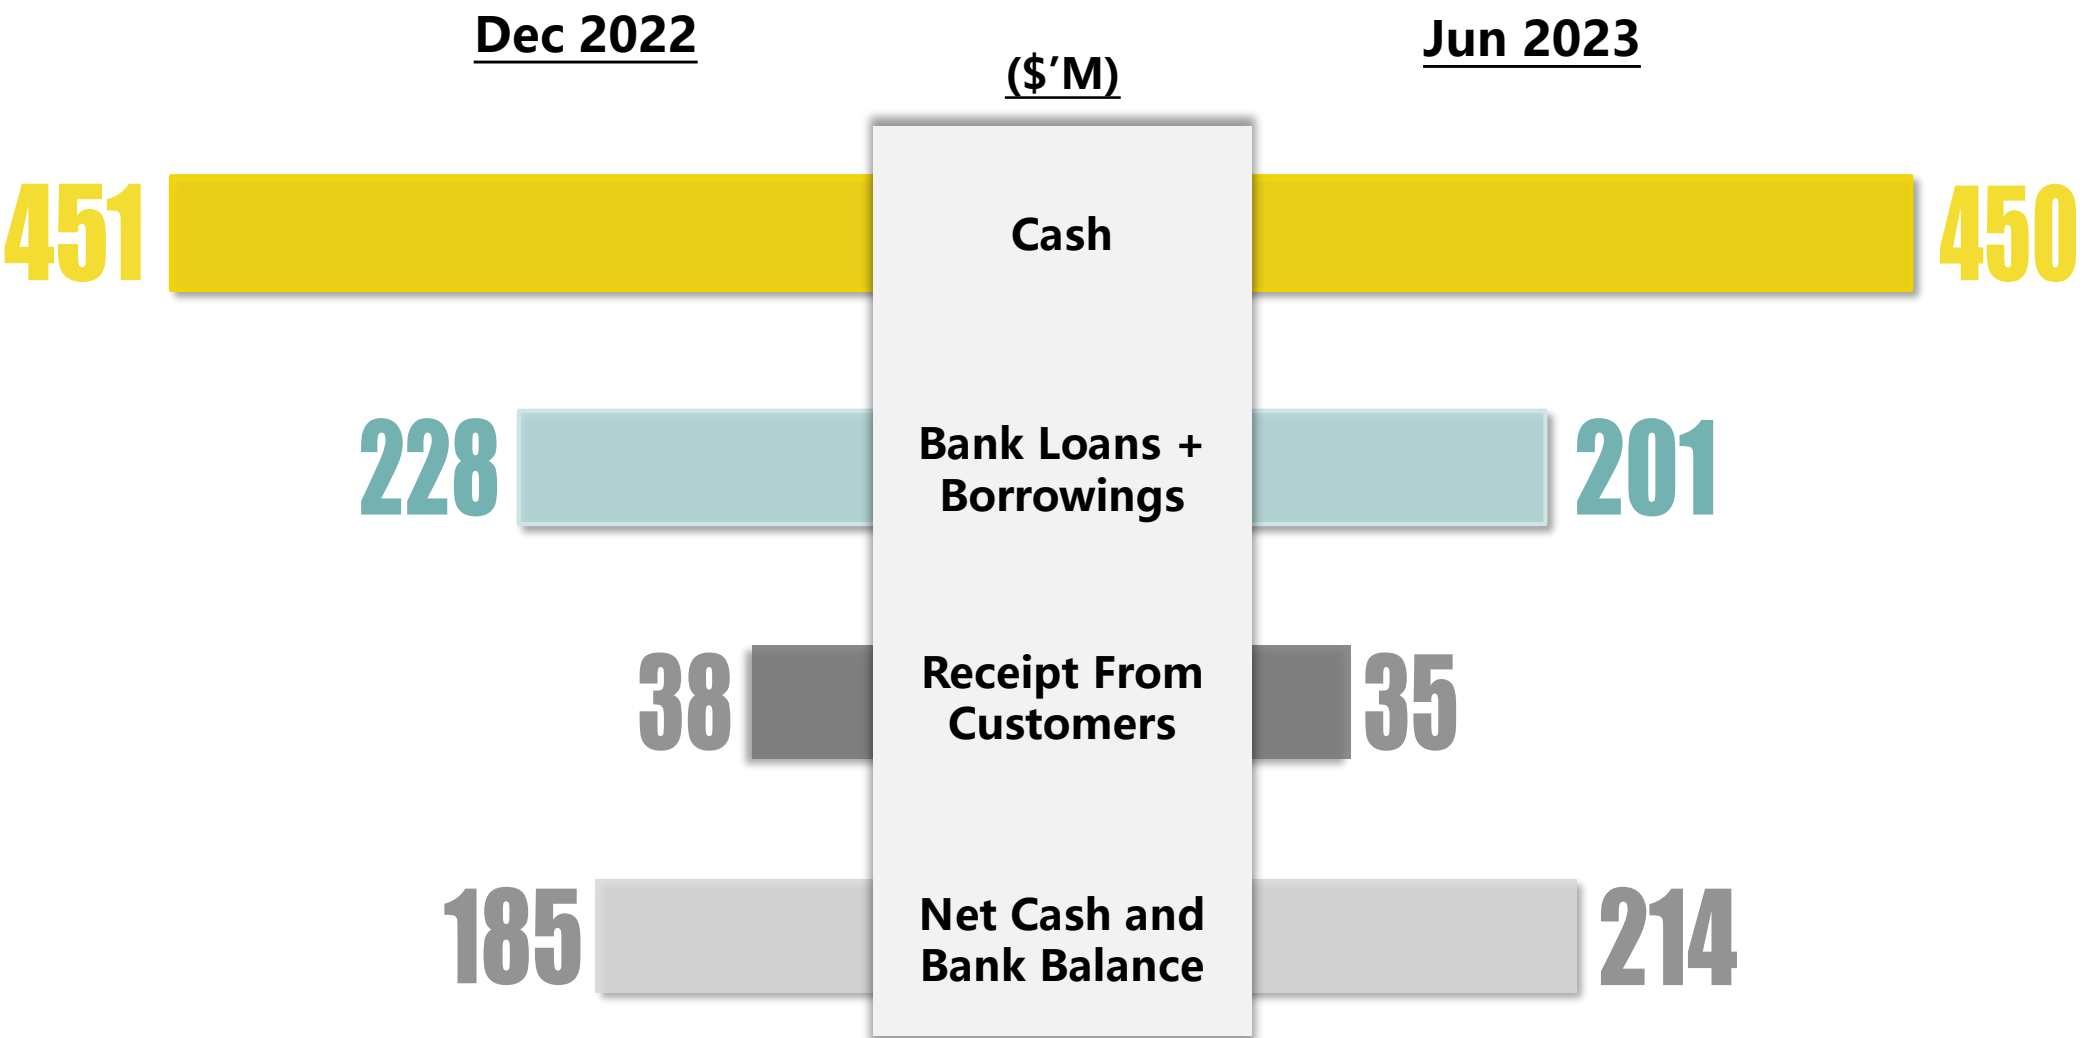 Dec 2022
($’M)
Jun 2023
451
Cash
450
228
Bank Loans +
Borrowings
201
38
Receipt From
Customers
35
185
Net Cash and
Bank Balance
214